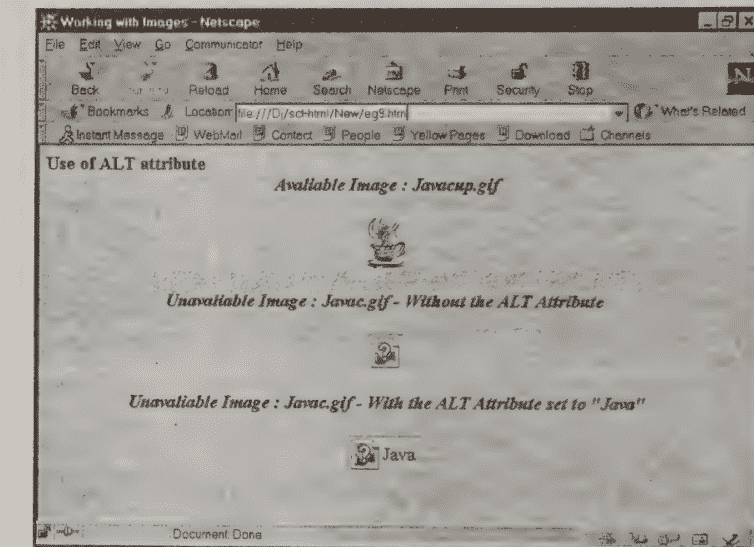 Working with Images - Netscape
File Edit View Go Communicator Help
Back Reload Home Search Netscape Print Security Stop
Bookmarks Location: file:///D|/scl-html/New/eg9.htm What's Related
Instant Message WebMail Contact People Yellow Pages Download Channels
Use of ALT attribute
Avaliable Image : Javacup.gif
Unavaliable Image : Javac.gif - Without the ALT Attribute
Unavaliable Image : Javac.gif - With the ALT Attribute set to "Java"
Java
Document: Done